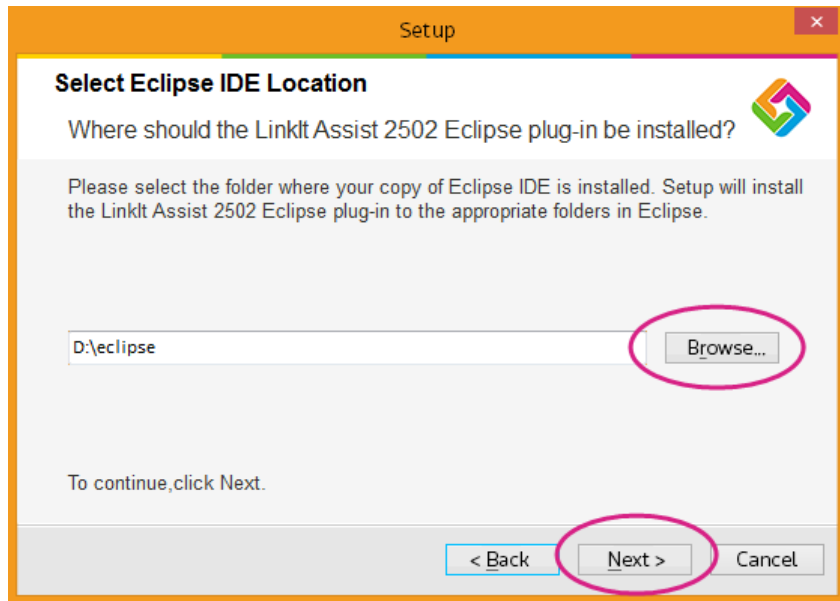 Setup
Select Eclipse IDE Location
Where should the LinkIt Assist 2502 Eclipse plug-in be installed?
Please select the folder where your copy of Eclipse IDE is installed. Setup will install
the LinkIt Assist 2502 Eclipse plug-in to the appropriate folders in Eclipse.
D:\eclipse
Browse...
To continue,click Next.
< Back
Next >
Cancel